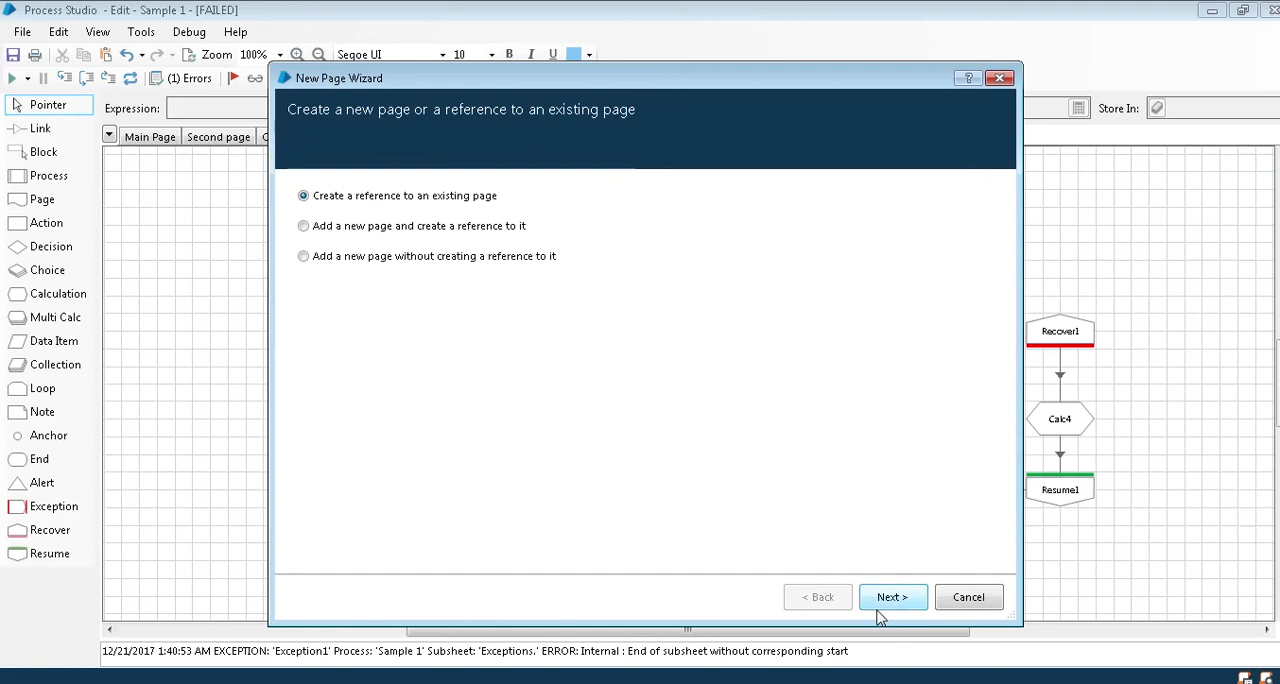 Process Studio - Edit - Sample 1 - [FAILED]
File Edit View Tools Debug Help
Zoom 100% Segoe UI 10 B I U
(1) Errors
New Page Wizard
?
Pointer
Expression:
Store In:
Create a new page or a reference to an existing page
Link
Main Page Second page
Block
Process
Page
Action
Decision
Choice
Calculation
Multi Calc
Data Item
Collection
Loop
Note
Anchor
End
Alert
Exception
Recover
Resume
Create a reference to an existing page
Add a new page and create a reference to it
Add a new page without creating a reference to it
Recover1
Calc4
Resume1
< Back Next > Cancel
12/21/2017 1:40:53 AM EXCEPTION: 'Exception1' Process: 'Sample 1' Subsheet: 'Exceptions.' ERROR: Internal : End of subsheet without corresponding start